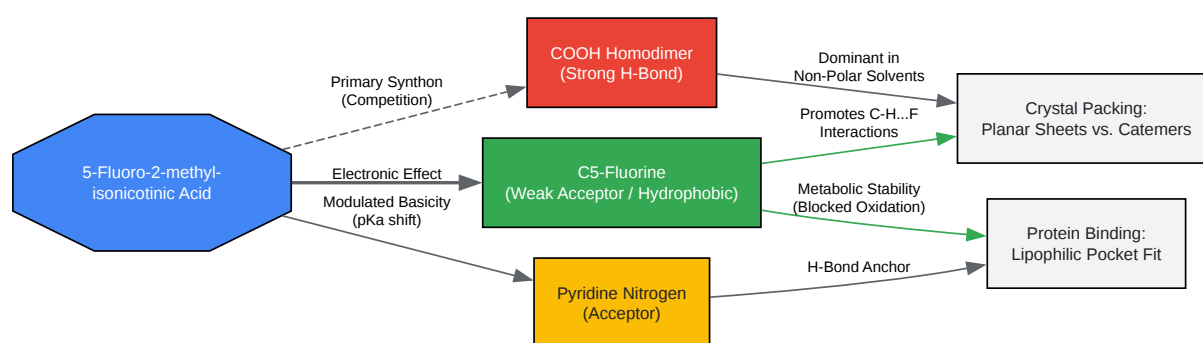 5-Fluoro-2-methyl-
isonicotinic Acid
Primary Synthon
(Competition)
Electronic Effect
Modulated Basicity
(pKa shift)
COOH Homodimer
(Strong H-Bond)
C5-Fluorine
(Weak Acceptor / Hydrophobic)
Pyridine Nitrogen
(Acceptor)
Dominant in
Non-Polar Solvents
Promotes C-H...F
Interactions
Metabolic Stability
(Blocked Oxidation)
H-Bond Anchor
Crystal Packing:
Planar Sheets vs. Catemers
Protein Binding:
Lipophilic Pocket Fit